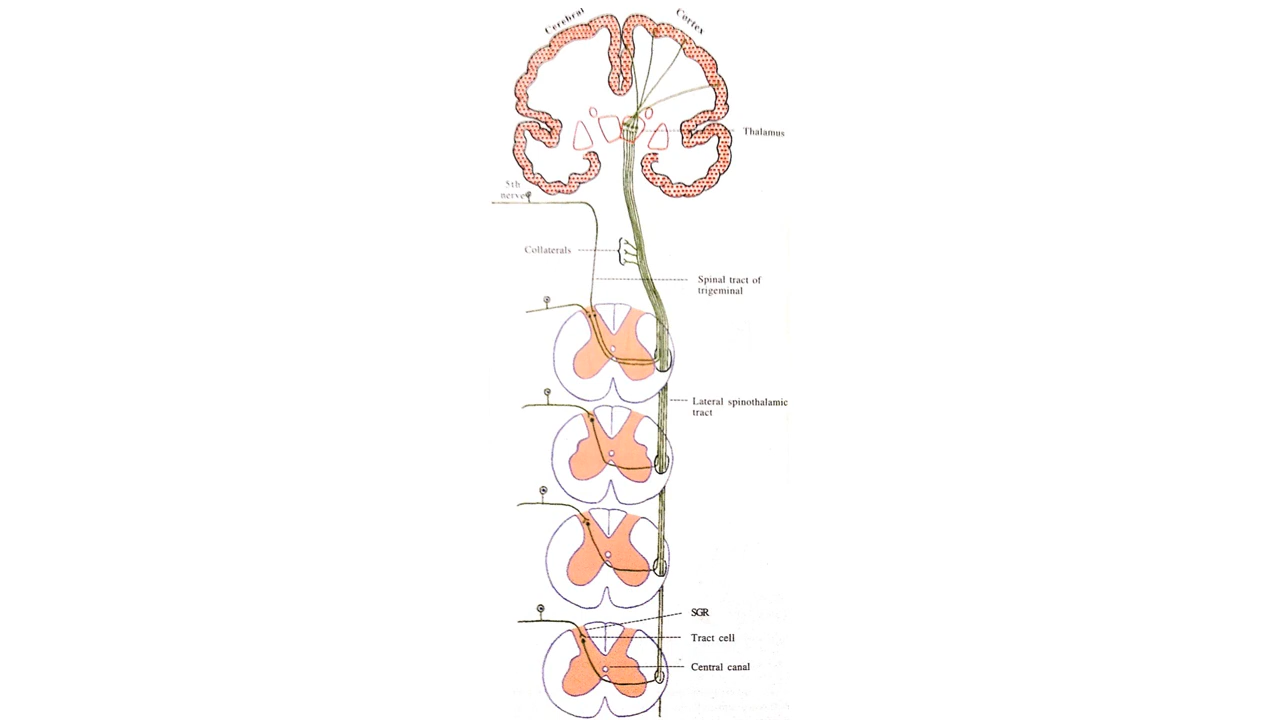 Cerebral
Cortex
Thalamus
5th
nerve
Collaterals
Spinal tract of
trigeminal
Lateral spinothalamic
tract
SGR
Tract cell
Central canal